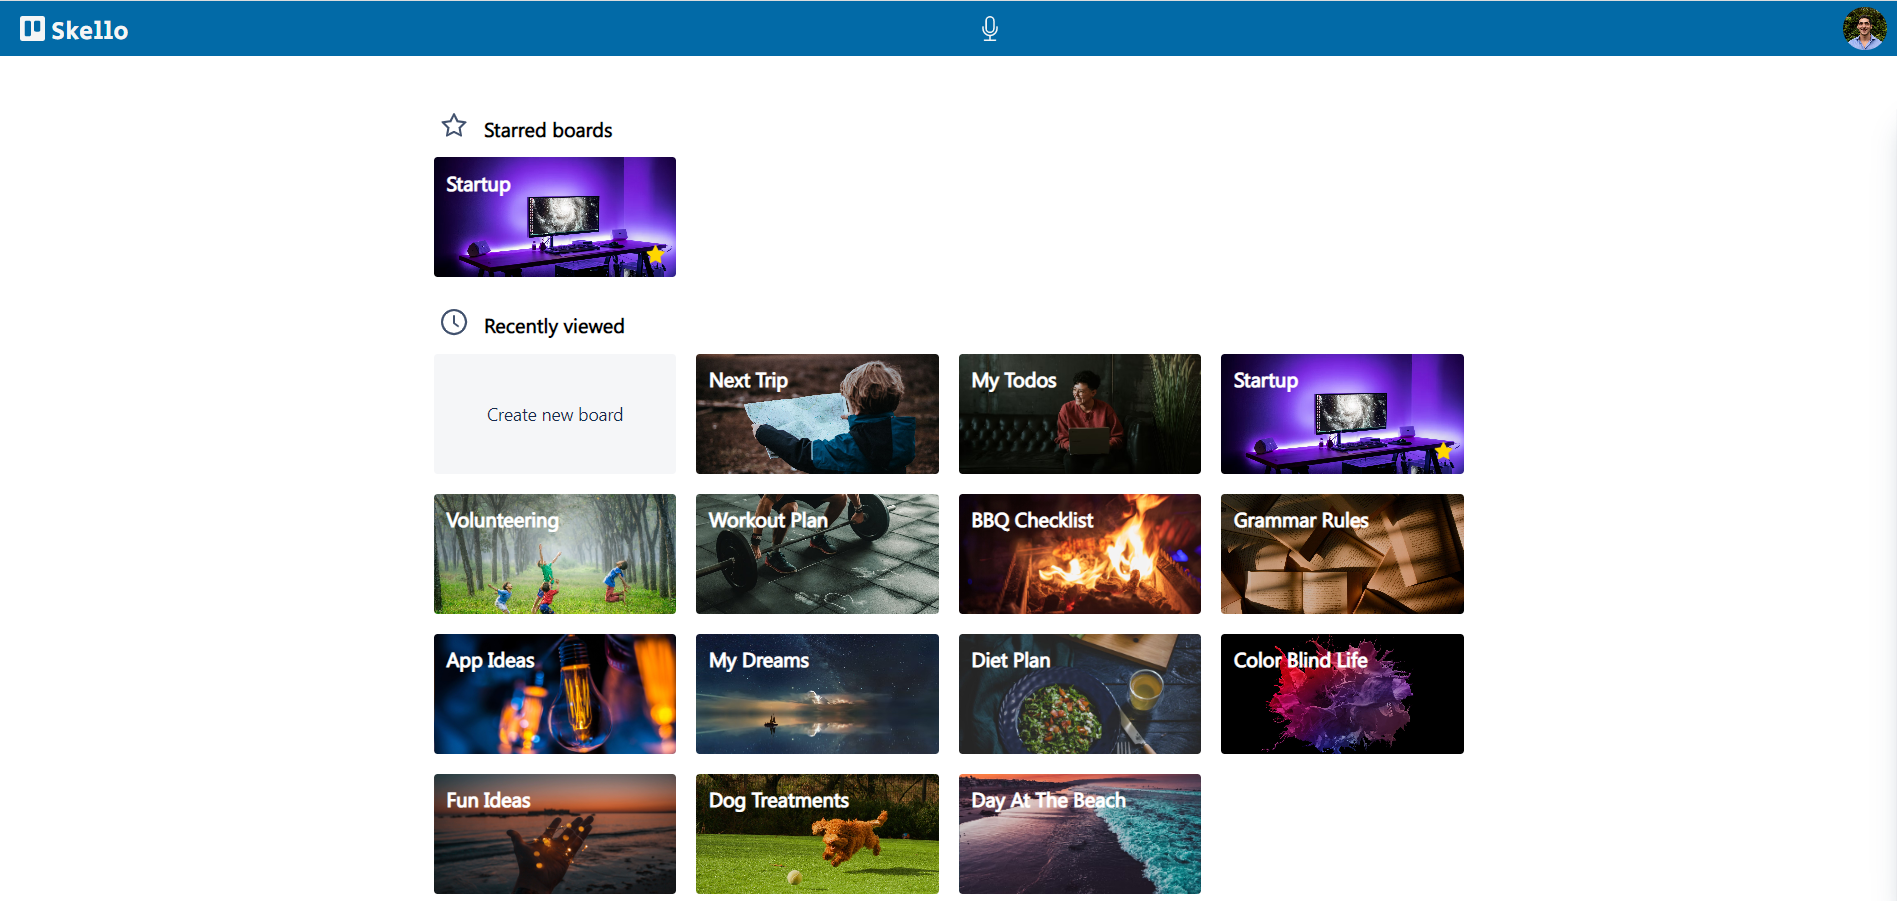 Skello
Starred boards
Startup
Recently viewed
Create new board
Next Trip
My Todos
Startup
Volunteering
Workout Plan
BBQ Checklist
Grammar Rules
App Ideas
My Dreams
Diet Plan
Color Blind Life
Fun Ideas
Dog Treatments
Day At The Beach